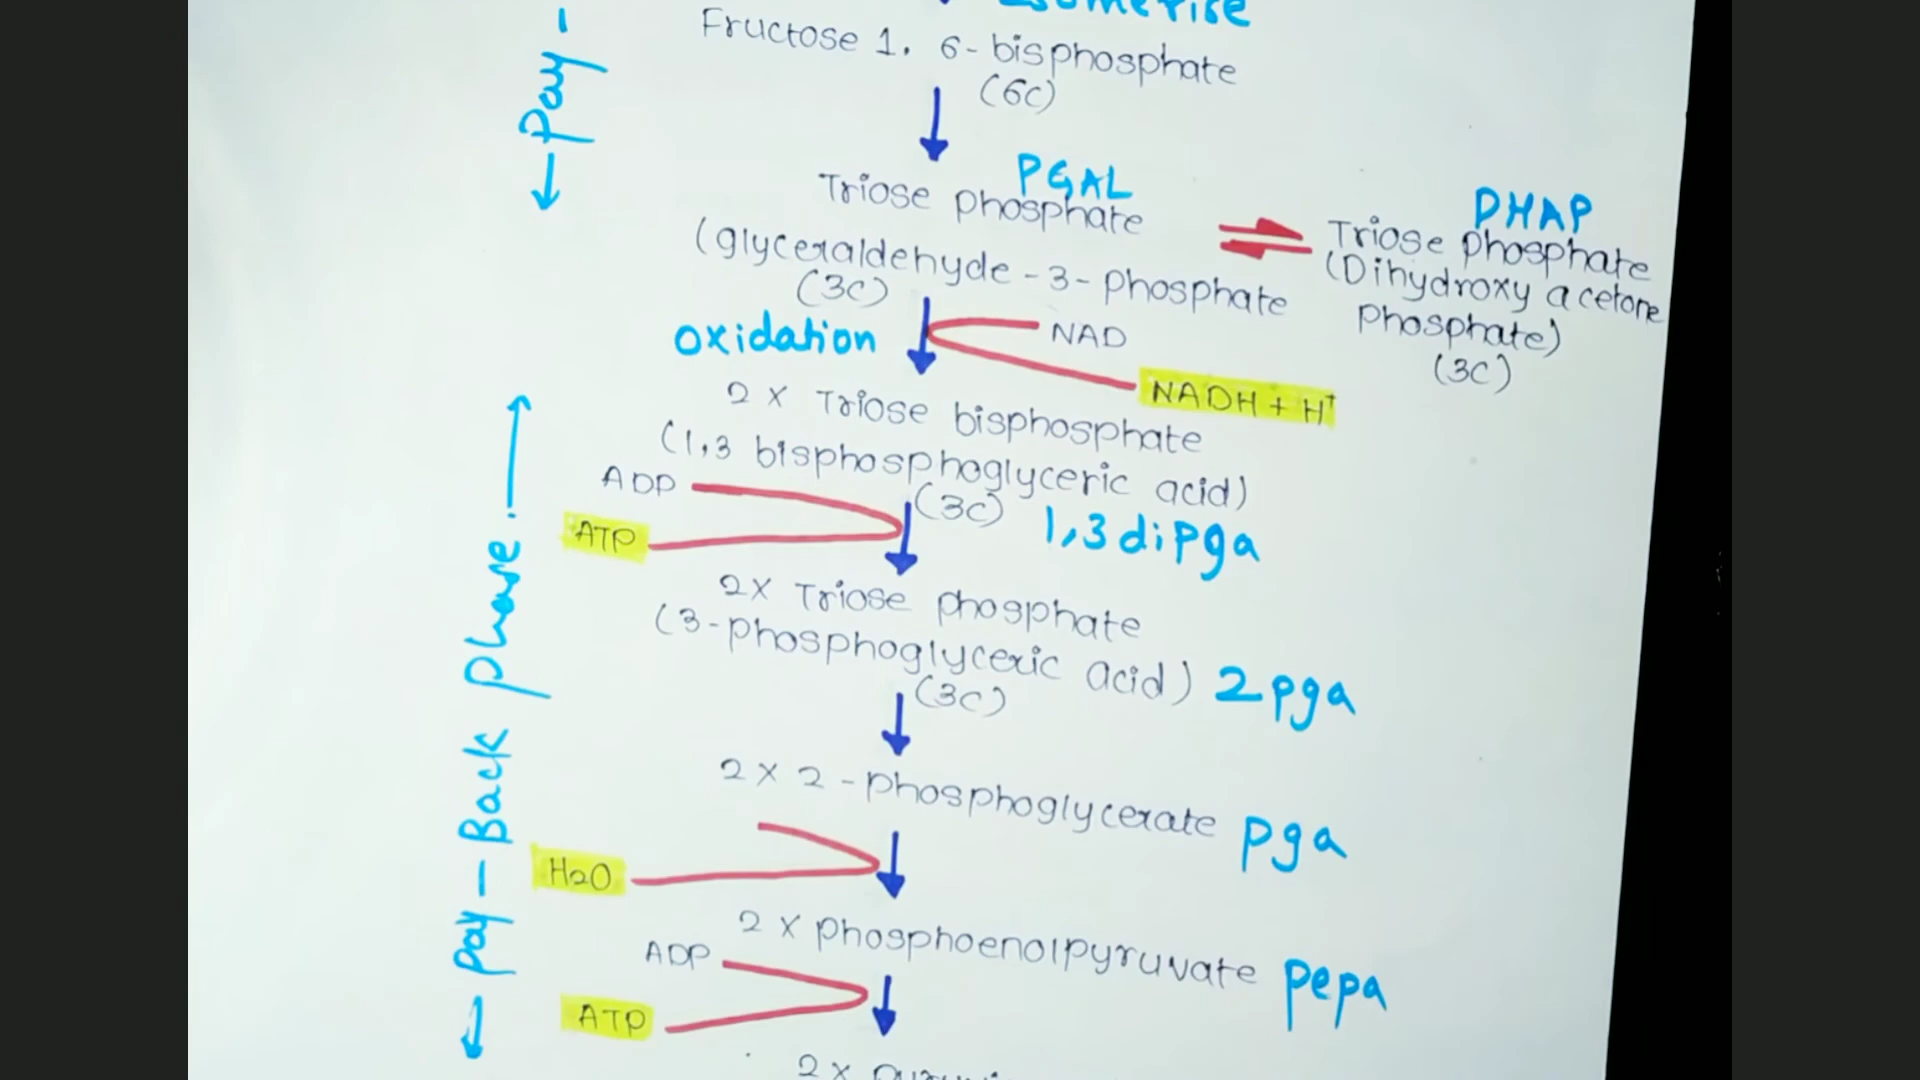 Isomerise
Fructose 1. 6-bisphosphate
(6C)
← Pay -
PGAL
Triose phosphate
(glyceraldehyde-3-phosphate
(3C)
DHAP
Triose phosphate
(Dihydroxy acetone
phosphate)
(3C)
oxidation
NAD
NADH + H⁺
2 x Triose bisphosphate
(1,3 bisphosphoglyceric acid)
(3C)
1,3 dipga
ADP
ATP
2x Triose phosphate
(3-phosphoglyceric acid) 2pga
(3C)
2 x 2-phosphoglycerate pga
H2O
2 x phosphoenolpyruvate pepa
ADP
ATP
← Pay-Back phase. →
2x